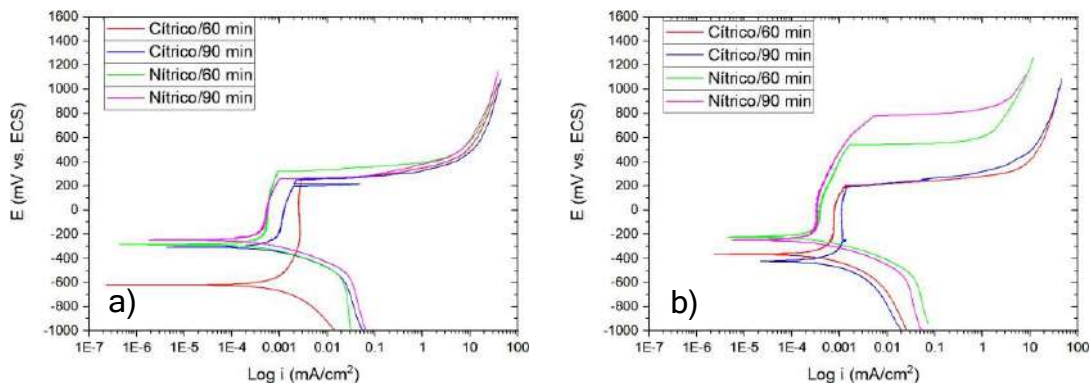 1600
1400
1200
1000
800
600
400
200
0
-200
-400
-600
-800
-1000
E (mV vs. ECS)
Cítrico/60 min
Cítrico/90 min
Nítrico/60 min
Nítrico/90 min
a)
1E-7 1E-6 1E-5 1E-4 0.001 0.01 0.1 1 10 100
Log i (mA/cm²)
1600
1400
1200
1000
800
600
400
200
0
-200
-400
-600
-800
-1000
E (mV vs. ECS)
Cítrico/60 min
Cítrico/90 min
Nítrico/60 min
Nítrico/90 min
b)
1E-7 1E-6 1E-5 1E-4 0.001 0.01 0.1 1 10 100
Log i (mA/cm²)